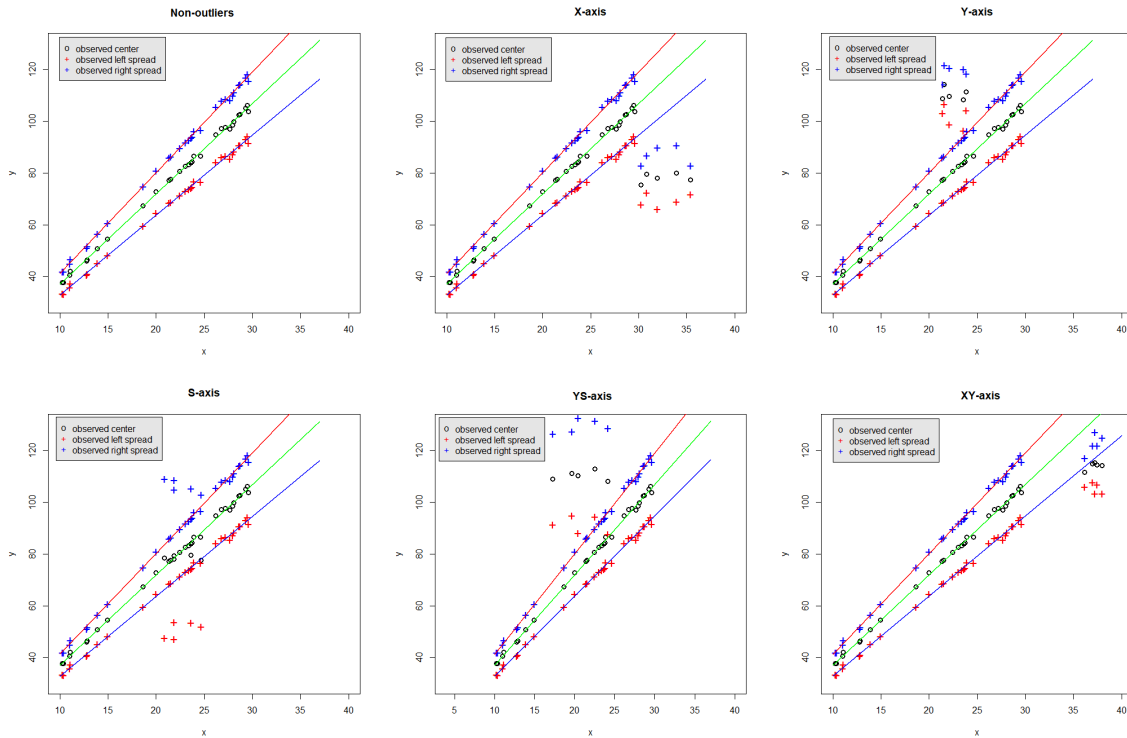 Non-outliers
observed center
observed left spread
observed right spread
y
40 60 80 100 120
10 15 20 25 30 35 40
x
X-axis
observed center
observed left spread
observed right spread
y
40 60 80 100 120
10 15 20 25 30 35 40
x
Y-axis
observed center
observed left spread
observed right spread
y
40 60 80 100 120
10 15 20 25 30 35 40
x
S-axis
observed center
observed left spread
observed right spread
y
40 60 80 100 120
10 15 20 25 30 35 40
x
YS-axis
observed center
observed left spread
observed right spread
y
40 60 80 100 120
5 10 15 20 25 30 35 40
x
XY-axis
observed center
observed left spread
observed right spread
y
40 60 80 100 120
10 15 20 25 30 35 40
x